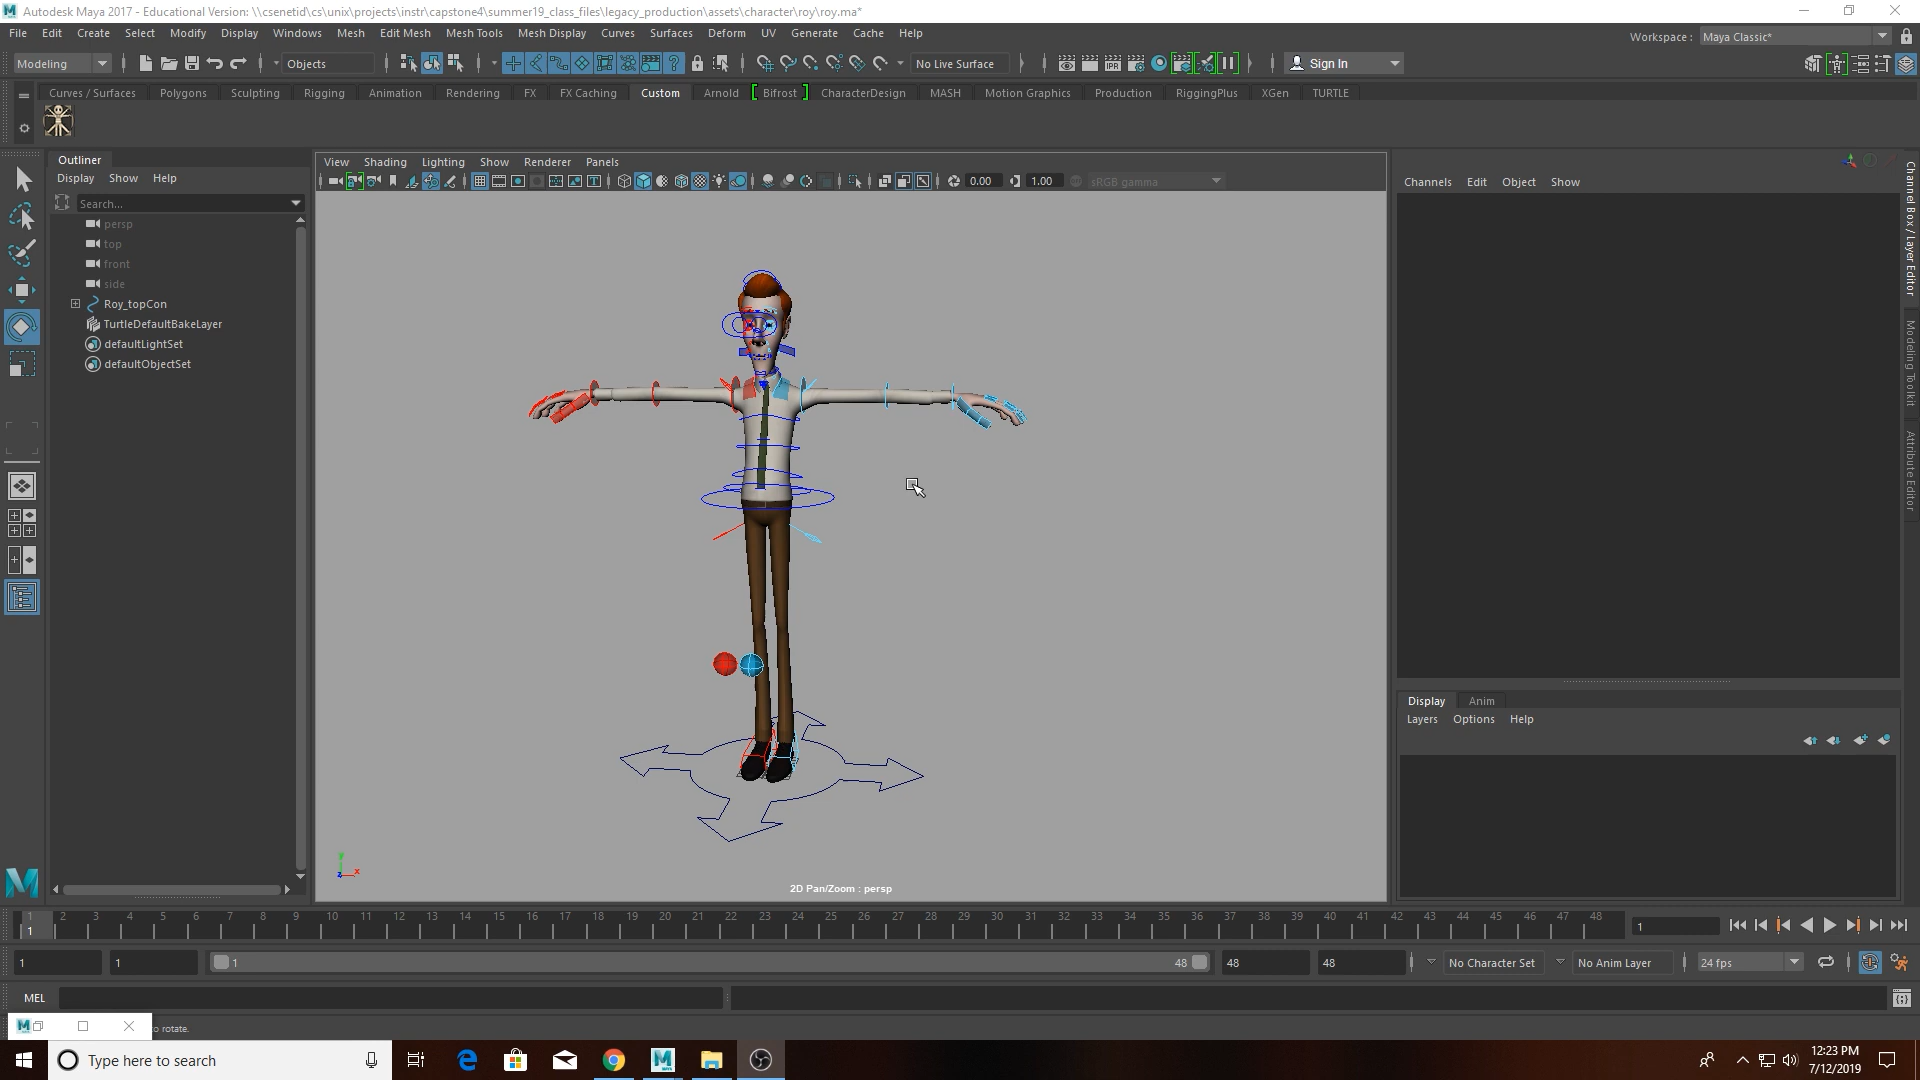 Autodesk Maya 2017 - Educational Version: \\csenetid\cs\unix\projects\instr\capstone4\summer19_class_files\legacy_production\assets\character\roy\roy.ma*
File Edit Create Select Modify Display Windows Mesh Edit Mesh Mesh Tools Mesh Display Curves Surfaces Deform UV Generate Cache Help
Workspace : Maya Classic*
Modeling Objects No Live Surface IPR Sign In
Curves / Surfaces Polygons Sculpting Rigging Animation Rendering FX FX Caching Custom Arnold Bifrost CharacterDesign MASH Motion Graphics Production RiggingPlus XGen TURTLE
Outliner
Display Show Help
Search...
persp
top
front
side
Roy_topCon
TurtleDefaultBakeLayer
defaultLightSet
defaultObjectSet
View Shading Lighting Show Renderer Panels
0.00 1.00 sRGB gamma
y
z x
2D Pan/Zoom : persp
Channels Edit Object Show
Channel Box / Layer Editor
Modeling Toolkit
Attribute Editor
Display Anim
Layers Options Help
1 2 3 4 5 6 7 8 9 10 11 12 13 14 15 16 17 18 19 20 21 22 23 24 25 26 27 28 29 30 31 32 33 34 35 36 37 38 39 40 41 42 43 44 45 46 47 48
1 1
1 1 1 48 48 48 No Character Set No Anim Layer 24 fps
MEL
to rotate.
Type here to search
12:23 PM
7/12/2019